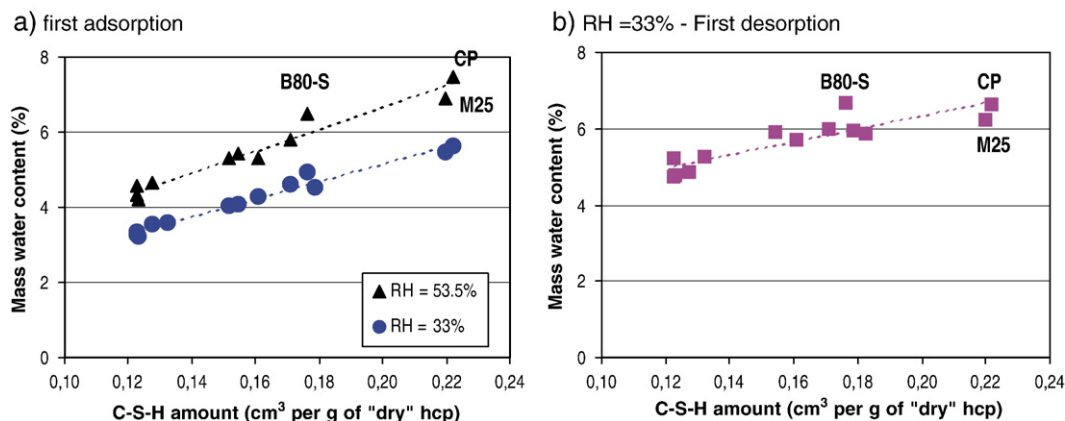 a) first adsorption
Mass water content (%)
8
6
4
2
0
0,10 0,12 0,14 0,16 0,18 0,20 0,22 0,24
C-S-H amount (cm³ per g of "dry" hcp)
B80-S
CP
M25
RH = 53.5%
RH = 33%
b) RH =33% - First desorption
Mass water content (%)
8
6
4
2
0
0,10 0,12 0,14 0,16 0,18 0,20 0,22 0,24
C-S-H amount (cm³ per g of "dry" hcp)
B80-S
CP
M25